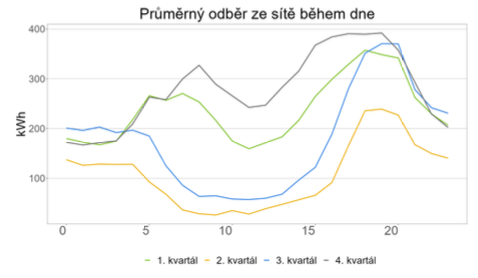 Průměrný odběr ze sítě během dne
400
300
200
100
kWh
0 5 10 15 20
1. kvartál 2. kvartál 3. kvartál 4. kvartál